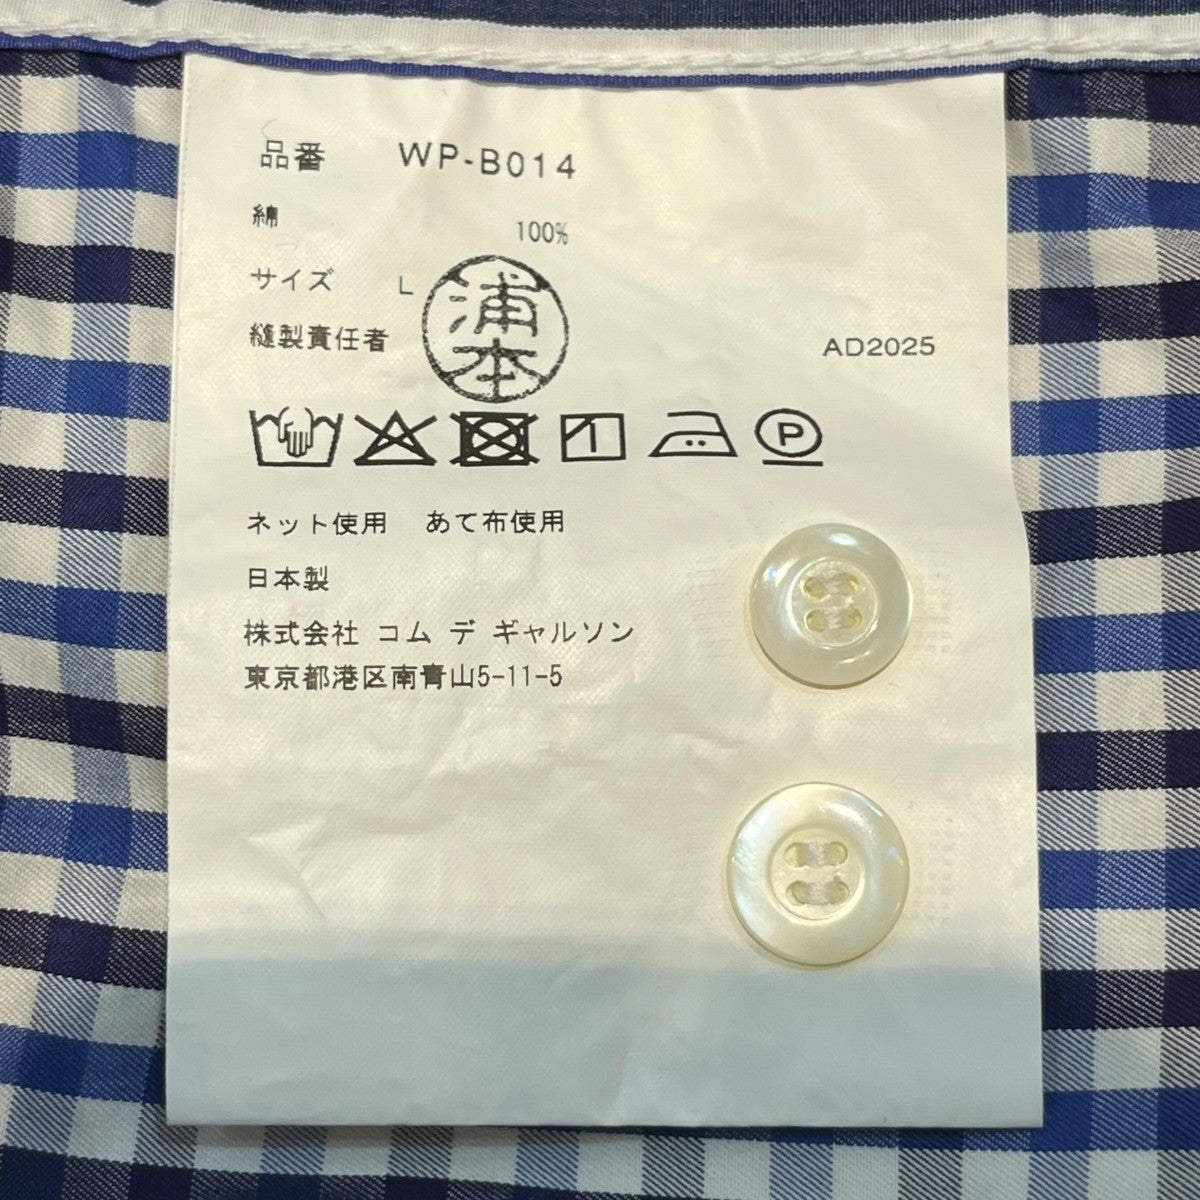 品番 WP-B014
綿 100%
サイズ L
縫製責任者 浦本
AD2025
P
ネット使用 あて布使用
日本製
株式会社 コム デ ギャルソン
東京都港区南青山5-11-5